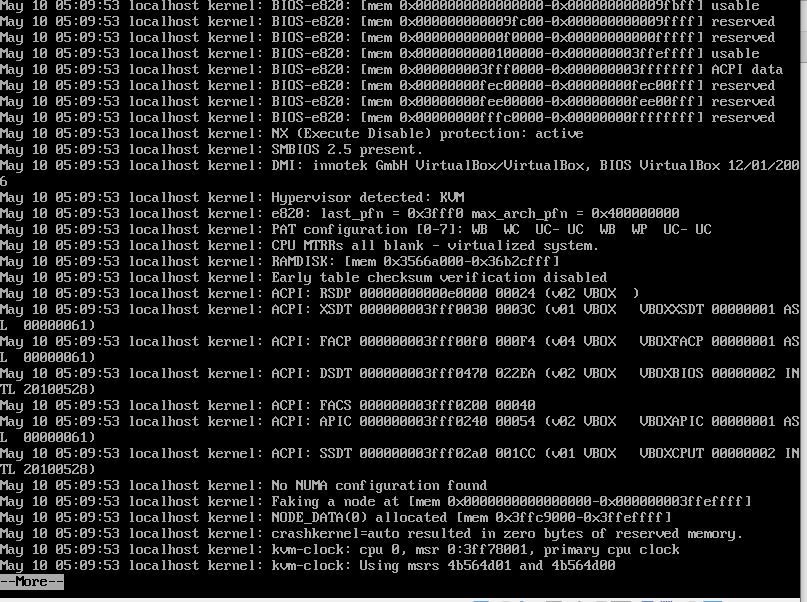 May 10 05:09:53 localhost kernel: BIOS-e820: [mem 0x0000000000000000-0x000000000009fbff] usable
May 10 05:09:53 localhost kernel: BIOS-e820: [mem 0x000000000009fc00-0x000000000009ffff] reserved
May 10 05:09:53 localhost kernel: BIOS-e820: [mem 0x00000000000f0000-0x00000000000fffff] reserved
May 10 05:09:53 localhost kernel: BIOS-e820: [mem 0x0000000000100000-0x000000003ffeffff] usable
May 10 05:09:53 localhost kernel: BIOS-e820: [mem 0x000000003fff0000-0x000000003fffffff] ACPI data
May 10 05:09:53 localhost kernel: BIOS-e820: [mem 0x00000000fec00000-0x00000000fec00fff] reserved
May 10 05:09:53 localhost kernel: BIOS-e820: [mem 0x00000000fee00000-0x00000000fee00fff] reserved
May 10 05:09:53 localhost kernel: BIOS-e820: [mem 0x00000000fffc0000-0x00000000ffffffff] reserved
May 10 05:09:53 localhost kernel: NX (Execute Disable) protection: active
May 10 05:09:53 localhost kernel: SMBIOS 2.5 present.
May 10 05:09:53 localhost kernel: DMI: innotek GmbH VirtualBox/VirtualBox, BIOS VirtualBox 12/01/200
6
May 10 05:09:53 localhost kernel: Hypervisor detected: KVM
May 10 05:09:53 localhost kernel: e820: last_pfn = 0x3fff0 max_arch_pfn = 0x400000000
May 10 05:09:53 localhost kernel: PAT configuration [0-7]: WB  WC  UC- UC  WB  WP  UC- UC
May 10 05:09:53 localhost kernel: CPU MTRRs all blank - virtualized system.
May 10 05:09:53 localhost kernel: RAMDISK: [mem 0x3566a000-0x36b2cfff]
May 10 05:09:53 localhost kernel: Early table checksum verification disabled
May 10 05:09:53 localhost kernel: ACPI: RSDP 00000000000e0000 00024 (v02 VBOX  )
May 10 05:09:53 localhost kernel: ACPI: XSDT 000000003fff0030 0003C (v01 VBOX   VBOXXSDT 00000001 AS
L  00000061)
May 10 05:09:53 localhost kernel: ACPI: FACP 000000003fff00f0 000F4 (v04 VBOX   VBOXFACP 00000001 AS
L  00000061)
May 10 05:09:53 localhost kernel: ACPI: DSDT 000000003fff0470 022EA (v02 VBOX   VBOXBIOS 00000002 IN
TL 20100528)
May 10 05:09:53 localhost kernel: ACPI: FACS 000000003fff0200 00040
May 10 05:09:53 localhost kernel: ACPI: APIC 000000003fff0240 00054 (v02 VBOX   VBOXAPIC 00000001 AS
L  00000061)
May 10 05:09:53 localhost kernel: ACPI: SSDT 000000003fff02a0 001CC (v01 VBOX   VBOXCPUT 00000002 IN
TL 20100528)
May 10 05:09:53 localhost kernel: No NUMA configuration found
May 10 05:09:53 localhost kernel: Faking a node at [mem 0x0000000000000000-0x000000003ffeffff]
May 10 05:09:53 localhost kernel: NODE_DATA(0) allocated [mem 0x3ffc9000-0x3ffeffff]
May 10 05:09:53 localhost kernel: crashkernel=auto resulted in zero bytes of reserved memory.
May 10 05:09:53 localhost kernel: kvm-clock: cpu 0, msr 0:3ff78001, primary cpu clock
May 10 05:09:53 localhost kernel: kvm-clock: Using msrs 4b564d01 and 4b564d00
--More--